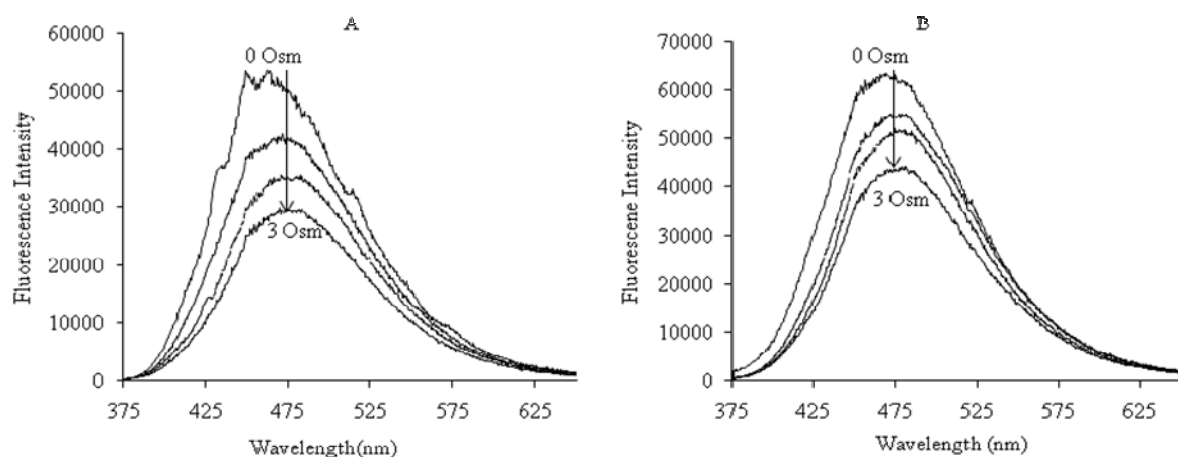 A
60000
50000
40000
30000
20000
10000
0
0 Osm
3 Osm
375 425 475 525 575 625
Wavelength(nm)
Fluorescence Intensity
B
70000
60000
50000
40000
30000
20000
10000
0
0 Osm
3 Osm
375 425 475 525 575 625
Wavelength (nm)
Fluorescene Intensity